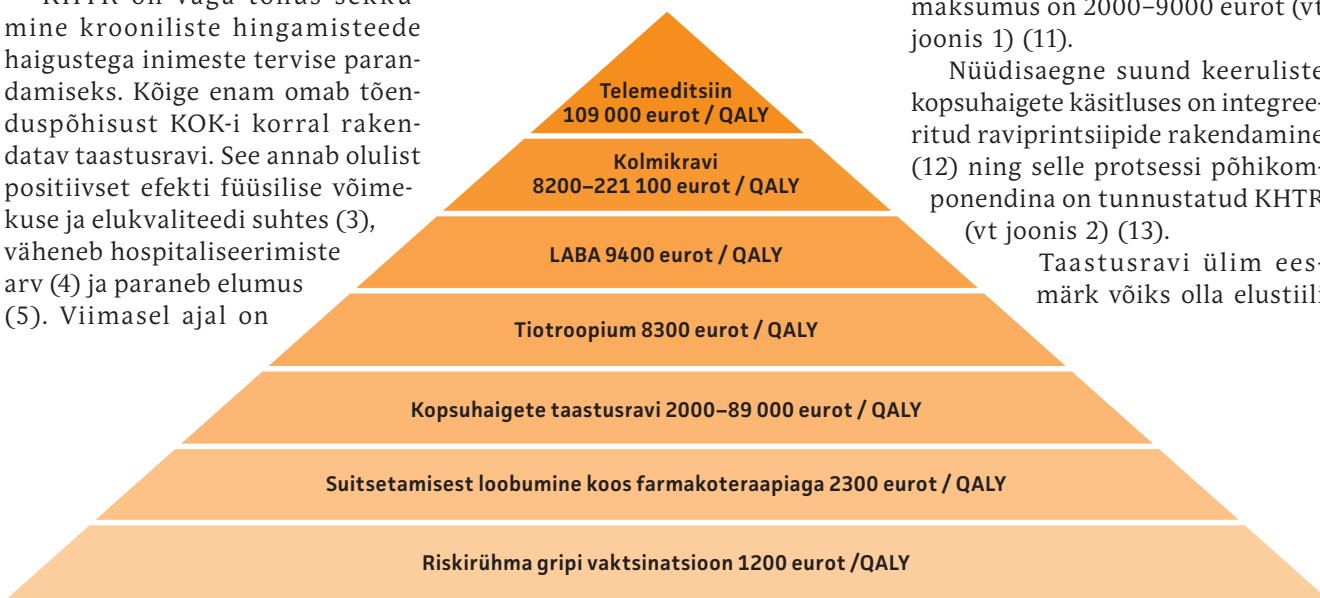 mine krooniliste hingamisteede
haigustega inimeste tervise paran-
damiseks. Kõige enam omab tõen-
duspõhisust KOK-i korral raken-
datav taastusravi. See annab olulist
positiivset efekti füüsilise võime-
kuse ja elukvaliteedi suhtes (3),
väheneb hospitaliseerimiste
arv (4) ja paraneb elumus
(5). Viimasel ajal on
Telemeditsiin
109 000 eurot / QALY
Kolmikravi
8200–221 100 eurot / QALY
LABA 9400 eurot / QALY
Tiotroopium 8300 eurot / QALY
Kopsuhaigete taastusravi 2000–89 000 eurot / QALY
Suitsetamisest loobumine koos farmakoteraapiaga 2300 eurot / QALY
Riskirühma gripi vaktsinatsioon 1200 eurot /QALY
maksumus on 2000–9000 eurot (vt
joonis 1) (11).
Nüüdisaegne suund keeruliste
kopsuhaigete käsitluses on integree-
ritud raviprintsiipide rakendamine
(12) ning selle protsessi põhikom-
ponendina on tunnustatud KHTR
(vt joonis 2) (13).
Taastusravi ülim ees-
märk võiks olla elustiili